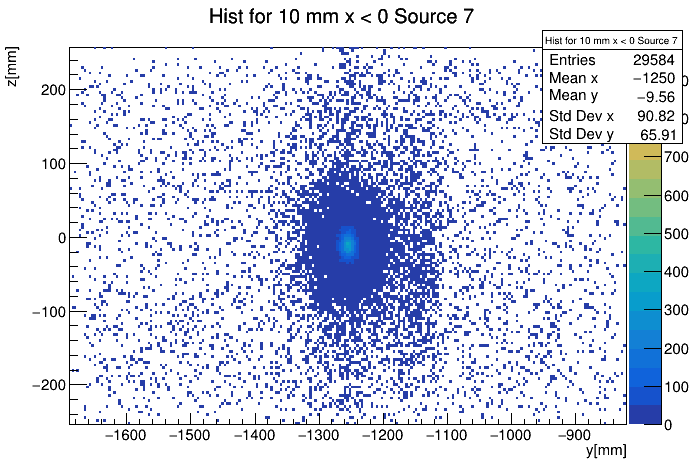 Hist for 10 mm x < 0 Source 7
Hist for 10 mm x < 0 Source 7
Entries 29584
Mean x −1250
Mean y −9.56
Std Dev x 90.82
Std Dev y 65.91
z[mm]
200
100
0
−100
−200
−1600 −1500 −1400 −1300 −1200 −1100 −1000 −900
y[mm]
0
0
700
600
500
400
300
200
100
0